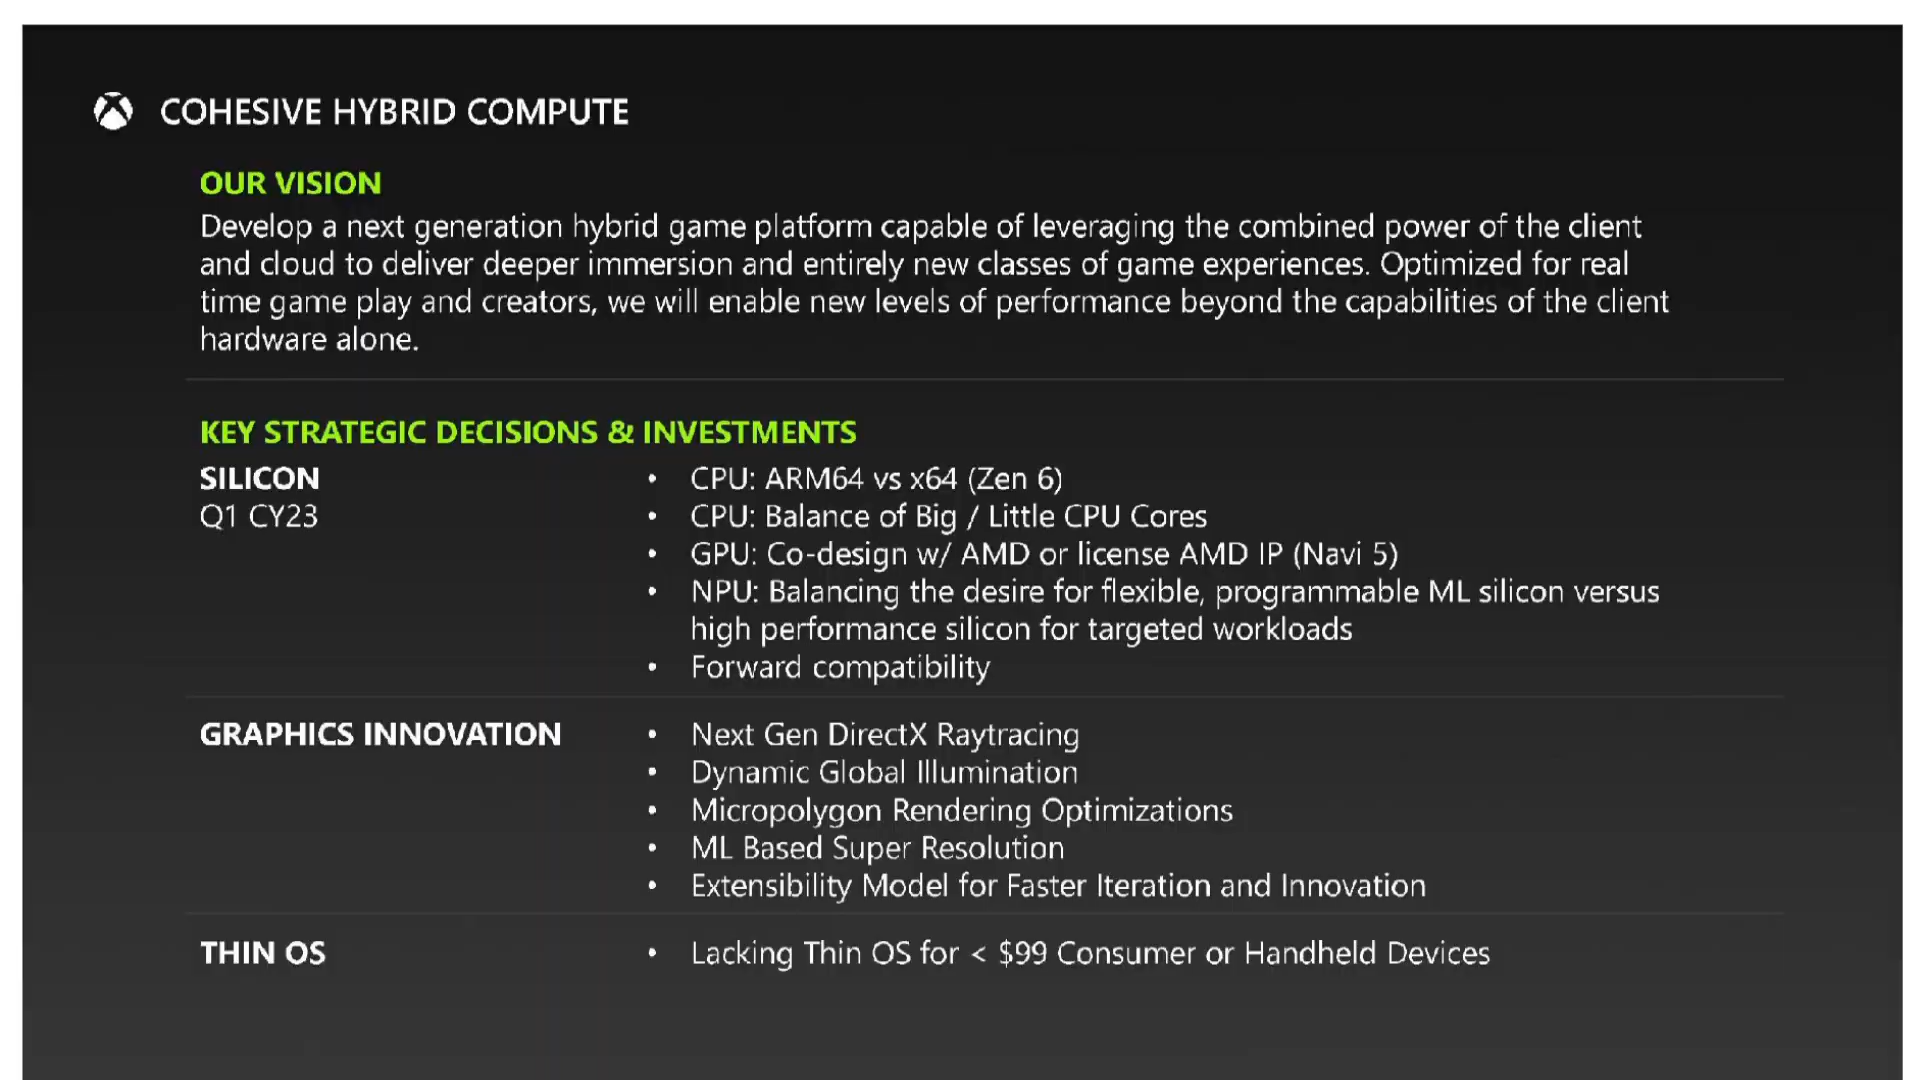 COHESIVE HYBRID COMPUTE
OUR VISION
Develop a next generation hybrid game platform capable of leveraging the combined power of the client
and cloud to deliver deeper immersion and entirely new classes of game experiences. Optimized for real
time game play and creators, we will enable new levels of performance beyond the capabilities of the client
hardware alone.
KEY STRATEGIC DECISIONS & INVESTMENTS
SILICON
Q1 CY23
• CPU: ARM64 vs x64 (Zen 6)
• CPU: Balance of Big / Little CPU Cores
• GPU: Co-design w/ AMD or license AMD IP (Navi 5)
• NPU: Balancing the desire for flexible, programmable ML silicon versus
high performance silicon for targeted workloads
• Forward compatibility
GRAPHICS INNOVATION
• Next Gen DirectX Raytracing
• Dynamic Global Illumination
• Micropolygon Rendering Optimizations
• ML Based Super Resolution
• Extensibility Model for Faster Iteration and Innovation
THIN OS
• Lacking Thin OS for < $99 Consumer or Handheld Devices